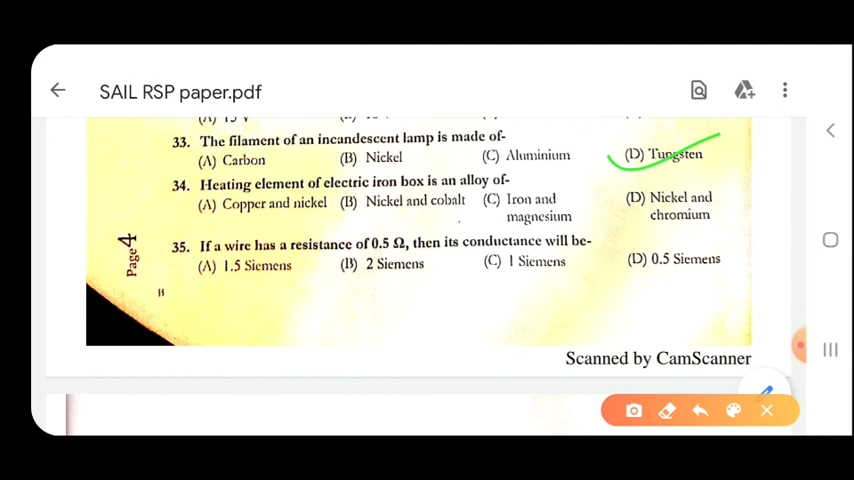 SAIL RSP paper.pdf
(A) 15 V
33. The filament of an incandescent lamp is made of-
(A) Carbon (B) Nickel (C) Aluminium (D) Tungsten
34. Heating element of electric iron box is an alloy of-
(A) Copper and nickel (B) Nickel and cobalt (C) Iron and magnesium (D) Nickel and chromium
35. If a wire has a resistance of 0.5 Ω, then its conductance will be-
(A) 1.5 Siemens (B) 2 Siemens (C) 1 Siemens (D) 0.5 Siemens
Page 4
B
Scanned by CamScanner